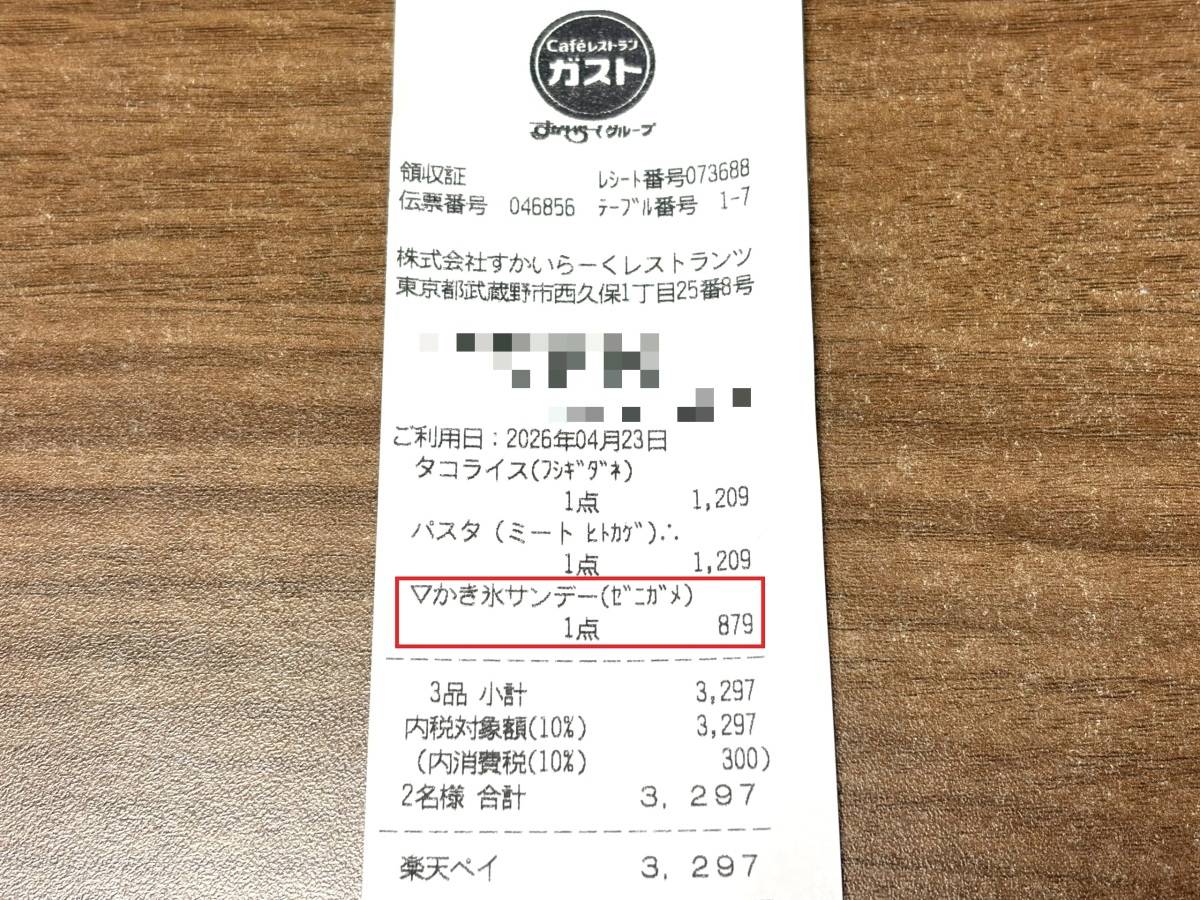 Caféレストラン
ガスト
すかいらーくグループ
領収証 レシート番号073688
伝票番号 046856 テーブル番号 1-7
株式会社すかいらーくレストランツ
東京都武蔵野市西久保1丁目25番8号
ご利用日：2026年04月23日
タコライス(フシギダネ)
1点 1,209
パスタ(ミート ヒトカゲ)∴
1点 1,209
▽かき氷サンデー(ゼニガメ)
1点 879
3品 小計 3,297
内税対象額(10%) 3,297
(内消費税(10%) 300)
2名様 合計 3,297
楽天ペイ 3,297